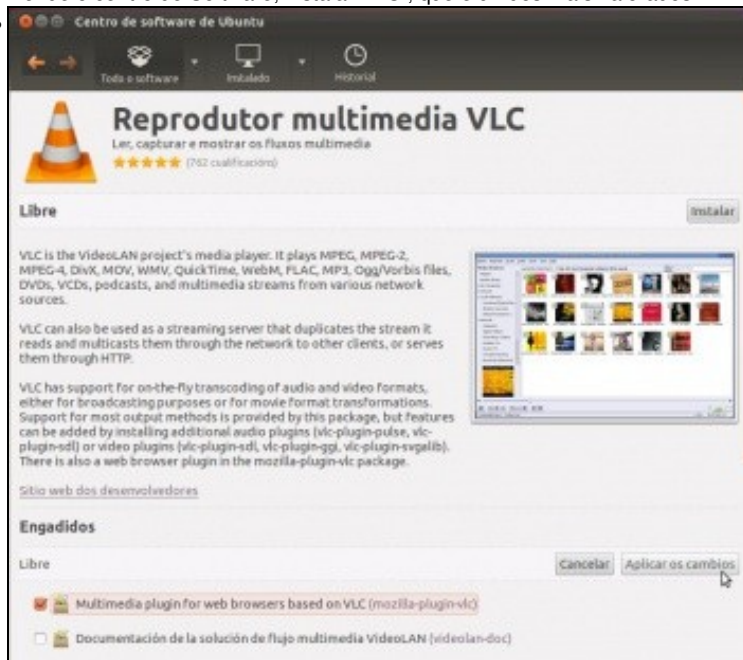 Centro de software de Ubuntu
Todo o software
Instalado
Historial
Reprodutor multimedia VLC
Ler, capturar e mostrar os fluxos multimedia
(762 cualificacións)
Libre
Instalar
VLC is the VideoLAN project's media player. It plays MPEG, MPEG-2,
MPEG-4, DivX, MOV, WMV, QuickTime, WebM, FLAC, MP3, Ogg/Vorbis files,
DVDs, VCDs, podcasts, and multimedia streams from various network
sources.
VLC can also be used as a streaming server that duplicates the stream it
reads and multicasts them through the network to other clients, or serves
them through HTTP.
VLC has support for on-the-fly transcoding of audio and video formats,
either for broadcasting purposes or for movie format transformations.
Support for most output methods is provided by this package, but features
can be added by installing additional audio plugins (vlc-plugin-pulse, vlc-
plugin-sdl) or video plugins (vlc-plugin-sdl, vlc-plugin-ggi, vlc-plugin-svgalib).
There is also a web browser plugin in the mozilla-plugin-vlc package.
Sitio web dos desenvolvedores
Engadidos
Libre
Cancelar
Aplicar os cambios
Multimedia plugin for web browsers based on VLC (mozilla-plugin-vlc)
Documentación de la solución de flujo multimedia VideoLAN (videolan-doc)